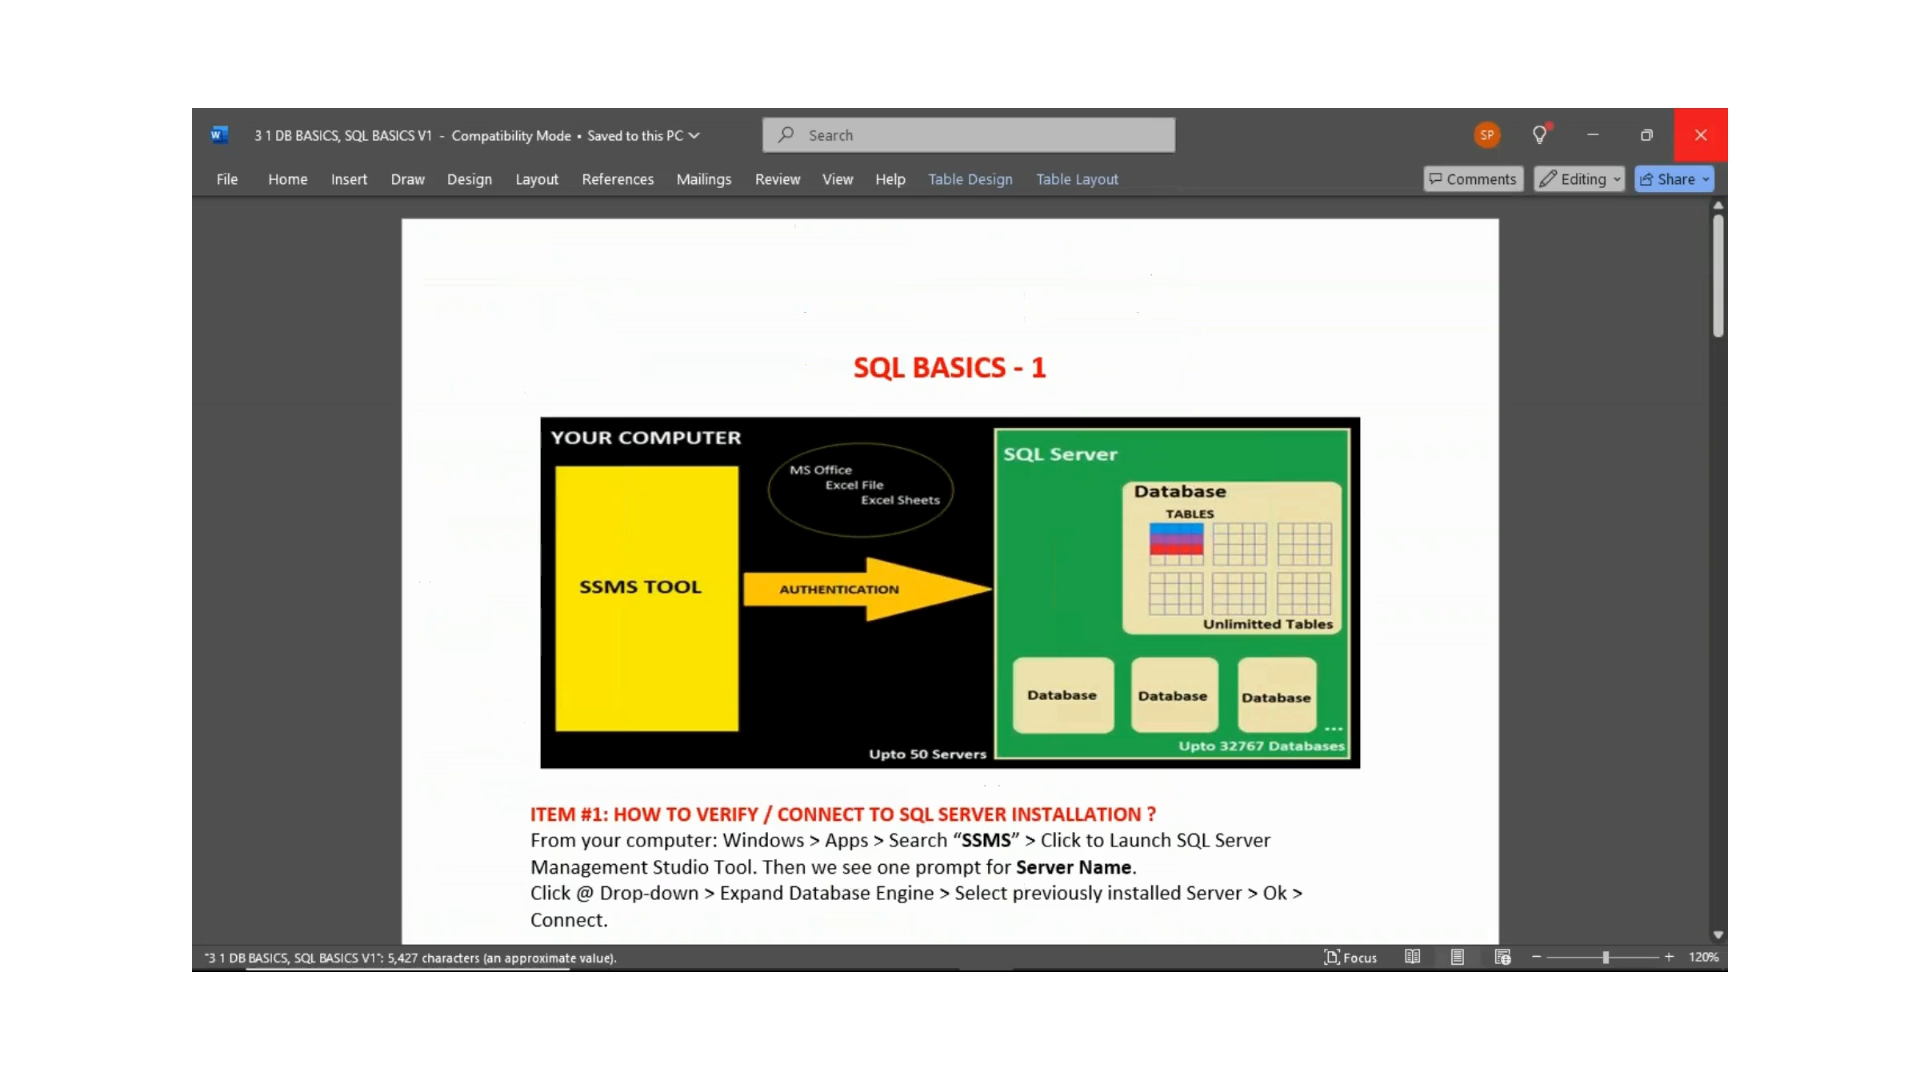 3 1 DB BASICS, SQL BASICS V1 - Compatibility Mode • Saved to this PC
Search
SP
File Home Insert Draw Design Layout References Mailings Review View Help Table Design Table Layout
Comments Editing Share
SQL BASICS - 1
YOUR COMPUTER
MS Office
Excel File
Excel Sheets
SSMS TOOL
AUTHENTICATION
Upto 50 Servers
SQL Server
Database
TABLES
Unlimitted Tables
Database Database Database
...
Upto 32767 Databases
ITEM #1: HOW TO VERIFY / CONNECT TO SQL SERVER INSTALLATION ?
From your computer: Windows > Apps > Search “SSMS” > Click to Launch SQL Server
Management Studio Tool. Then we see one prompt for Server Name.
Click @ Drop-down > Expand Database Engine > Select previously installed Server > Ok >
Connect.
"3 1 DB BASICS, SQL BASICS V1": 5,427 characters (an approximate value).
Focus
120%